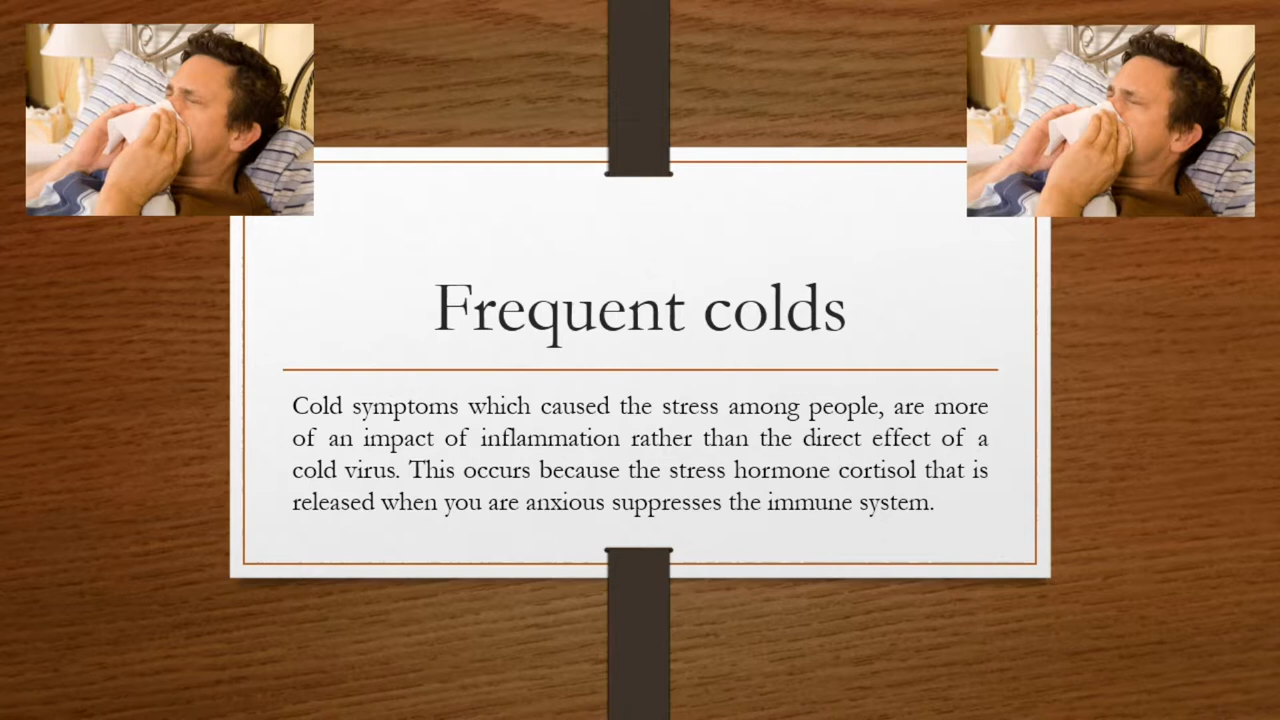 Frequent colds
Cold symptoms which caused the stress among people, are more
of an impact of inflammation rather than the direct effect of a
cold virus. This occurs because the stress hormone cortisol that is
released when you are anxious suppresses the immune system.